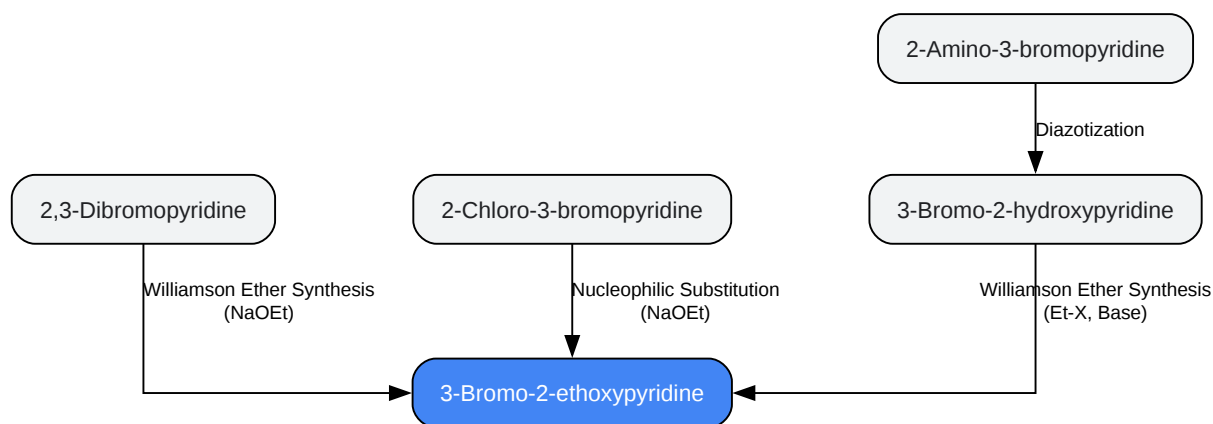 2-Amino-3-bromopyridine
Diazotization
2,3-Dibromopyridine
2-Chloro-3-bromopyridine
3-Bromo-2-hydroxypyridine
Williamson Ether Synthesis
(NaOEt)
Nucleophilic Substitution
(NaOEt)
Williamson Ether Synthesis
(Et-X, Base)
3-Bromo-2-ethoxypyridine